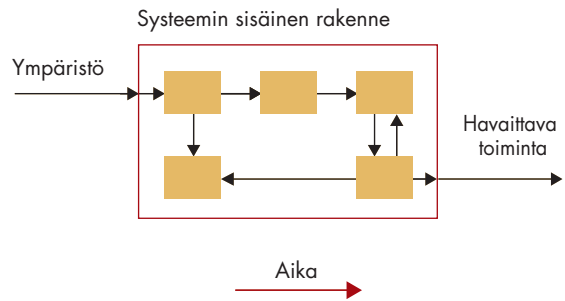 Systeemin sisäinen rakenne
Ympäristö
Havaittava
toiminta
Aika